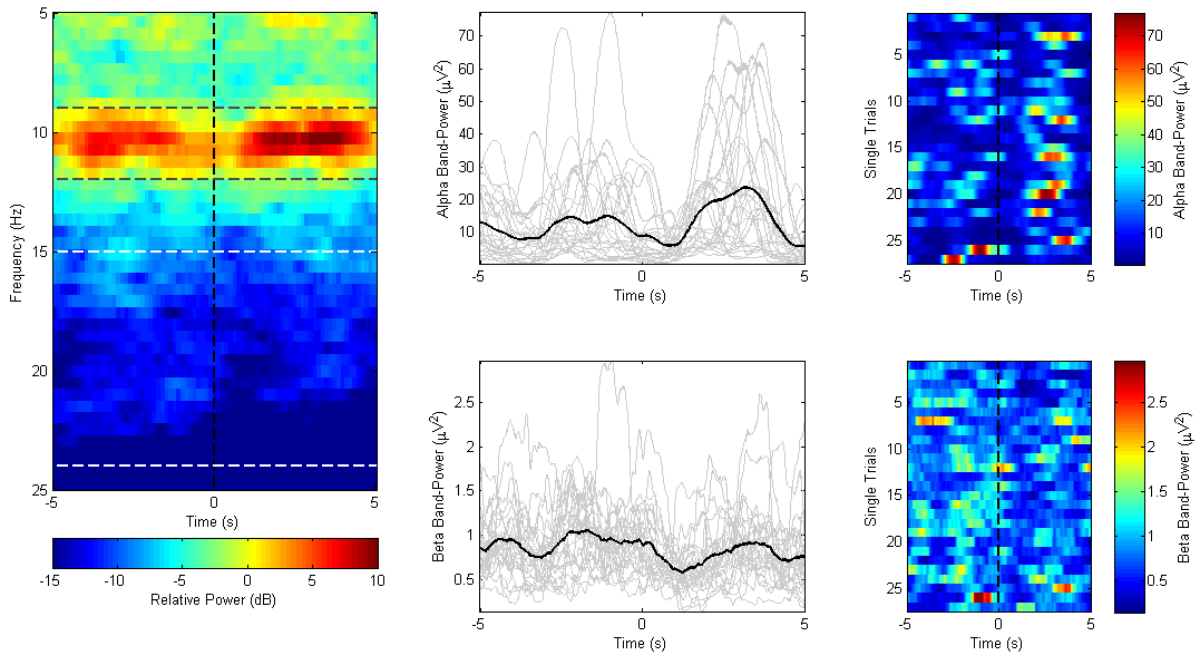 5
10
15
20
25
Frequency (Hz)
-5 0 5
Time (s)
-15 -10 -5 0 5 10
Relative Power (dB)
70
60
50
40
30
20
10
Alpha Band-Power (μV²)
-5 0 5
Time (s)
5
10
15
20
25
Single Trials
-5 0 5
Time (s)
70
60
50
40
30
20
10
Alpha Band-Power (μV²)
2.5
2
1.5
1
0.5
Beta Band-Power (μV²)
-5 0 5
Time (s)
5
10
15
20
25
Single Trials
-5 0 5
Time (s)
2.5
2
1.5
1
0.5
Beta Band-Power (μV²)